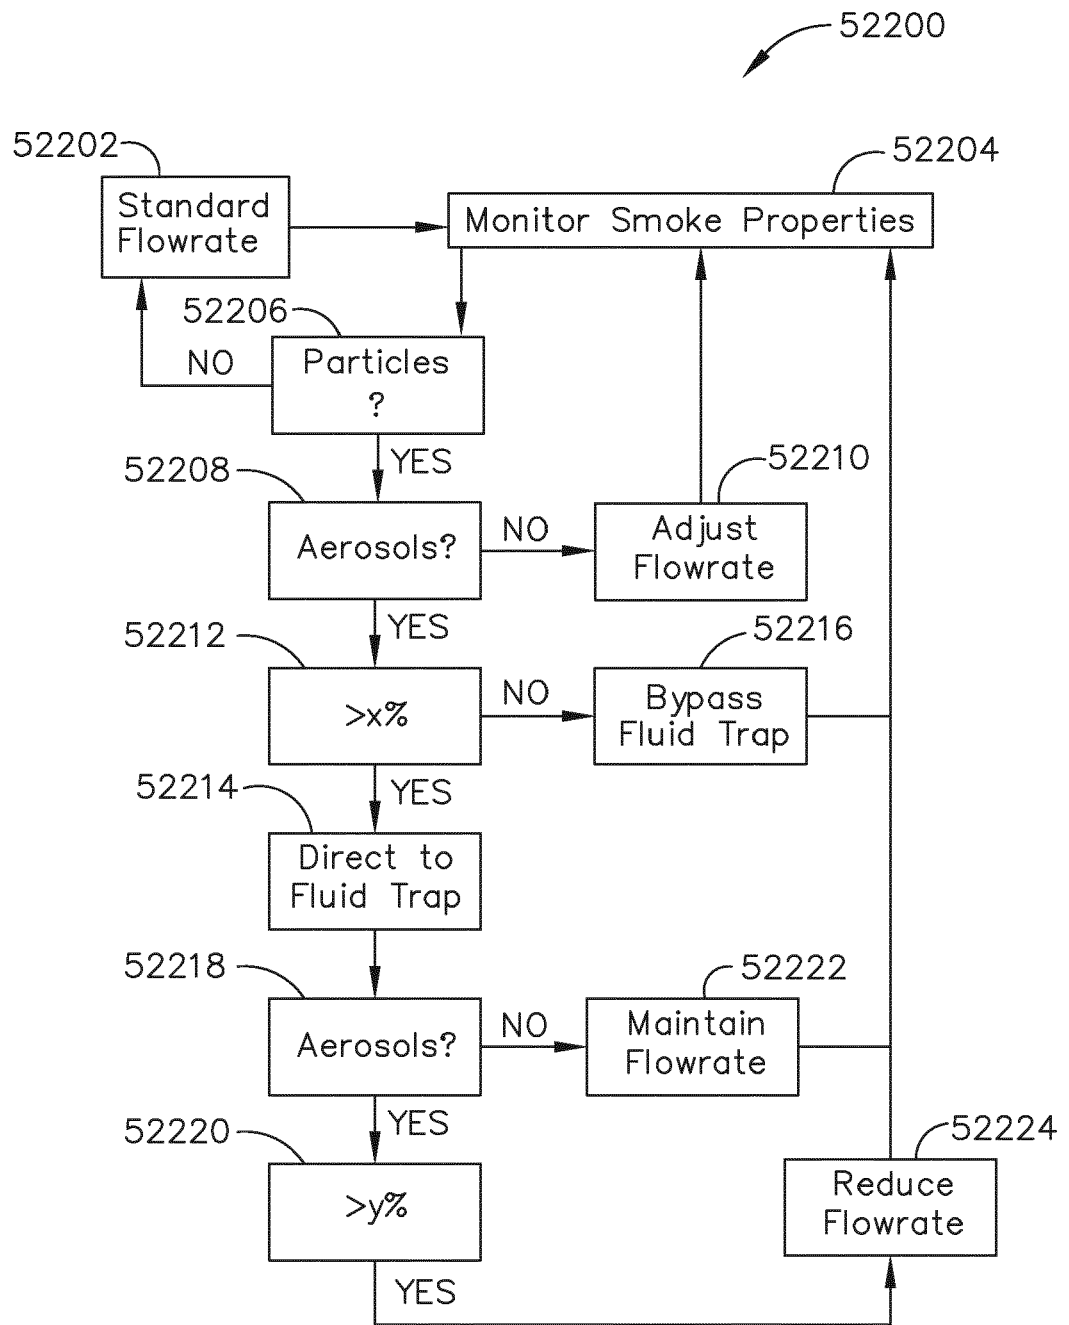 52200
52202
52204
Standard
Flowrate
Monitor Smoke Properties
52206
NO
Particles
?
YES
52208
52210
Aerosols?
NO
Adjust
Flowrate
YES
52212
52216
>x%
NO
Bypass
Fluid Trap
YES
52214
Direct to
Fluid Trap
52218
52222
Aerosols?
NO
Maintain
Flowrate
YES
52220
52224
>y%
Reduce
Flowrate
YES